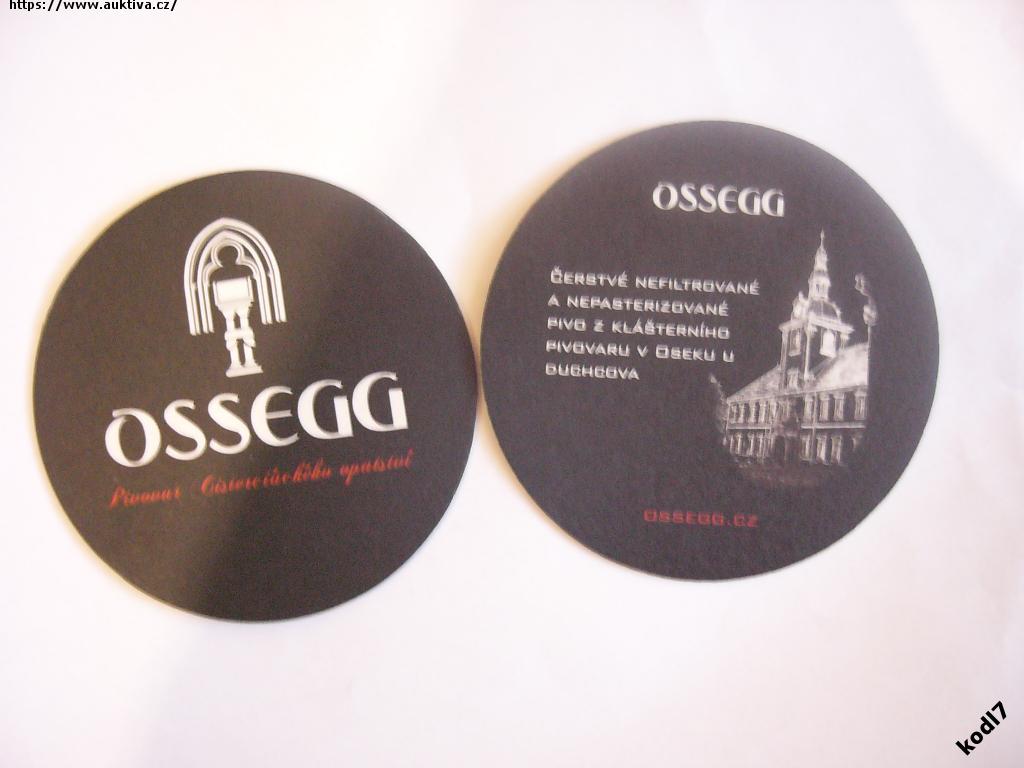 https://www.auktiva.cz/
OSSEGG
Pivovar Cisterciáckého opatství
OSSEGG
ČERSTVÉ NEFILTROVANÉ
A NEPASTERIZOVANÉ
PIVO Z KLÁŠTERNÍHO
PIVOVARU V OSEKU U
DUCHCOVA
OSSEGG.CZ
kodl7